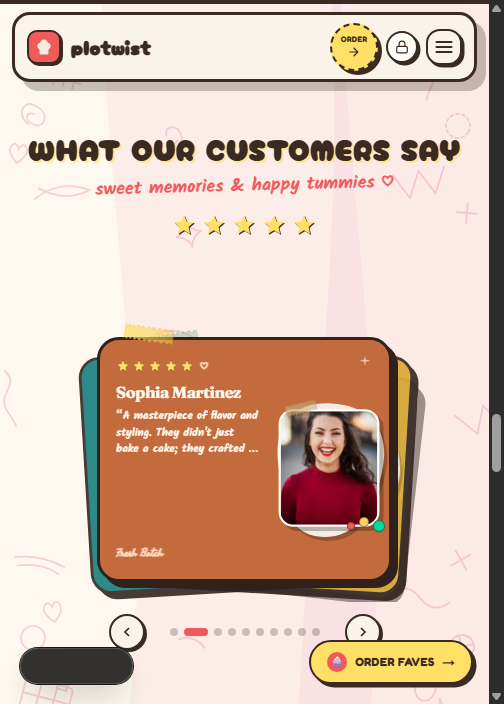 plotwist
ORDER
→
WHAT OUR CUSTOMERS SAY
sweet memories & happy tummies ♡
Sophia Martinez
“A masterpiece of flavor and
styling. They didn't just
bake a cake; they crafted ...
Fresh Batch
ORDER FAVES →